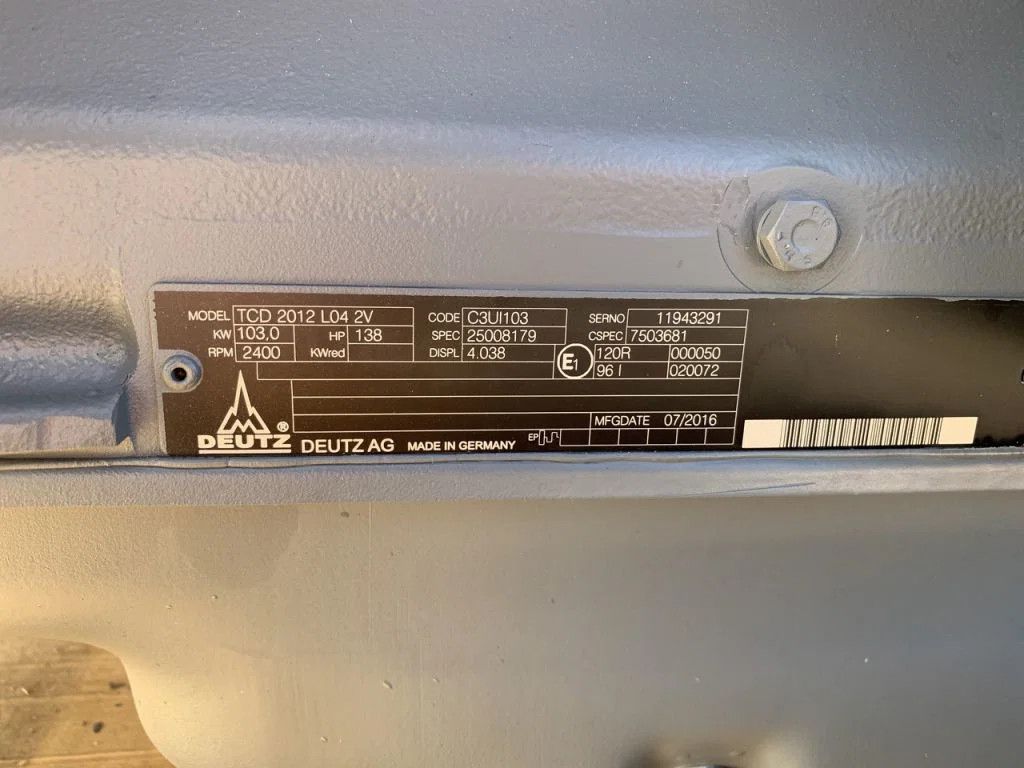 MODEL TCD 2012 L04 2V CODE C3UI103 SERNO 11943291
KW 103,0 HP 138 SPEC 25008179 CSPEC 7503681
RPM 2400 KWred DISPL 4.038 E1 120R 000050
96 I 020072
MFGDATE 07/2016
DEUTZ ® DEUTZ AG MADE IN GERMANY EP